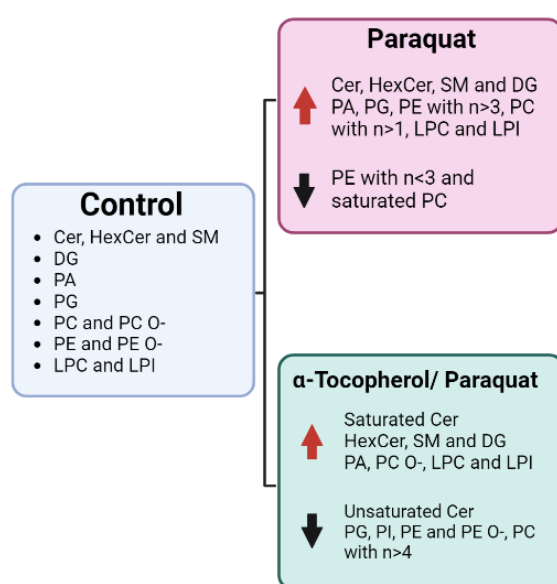 Paraquat
Cer, HexCer, SM and DG
PA, PG, PE with n>3, PC
with n>1, LPC and LPI
PE with n<3 and
saturated PC
Control
• Cer, HexCer and SM
• DG
• PA
• PG
• PC and PC O-
• PE and PE O-
• LPC and LPI
α-Tocopherol/ Paraquat
Saturated Cer
HexCer, SM and DG
PA, PC O-, LPC and LPI
Unsaturated Cer
PG, PI, PE and PE O-, PC
with n>4